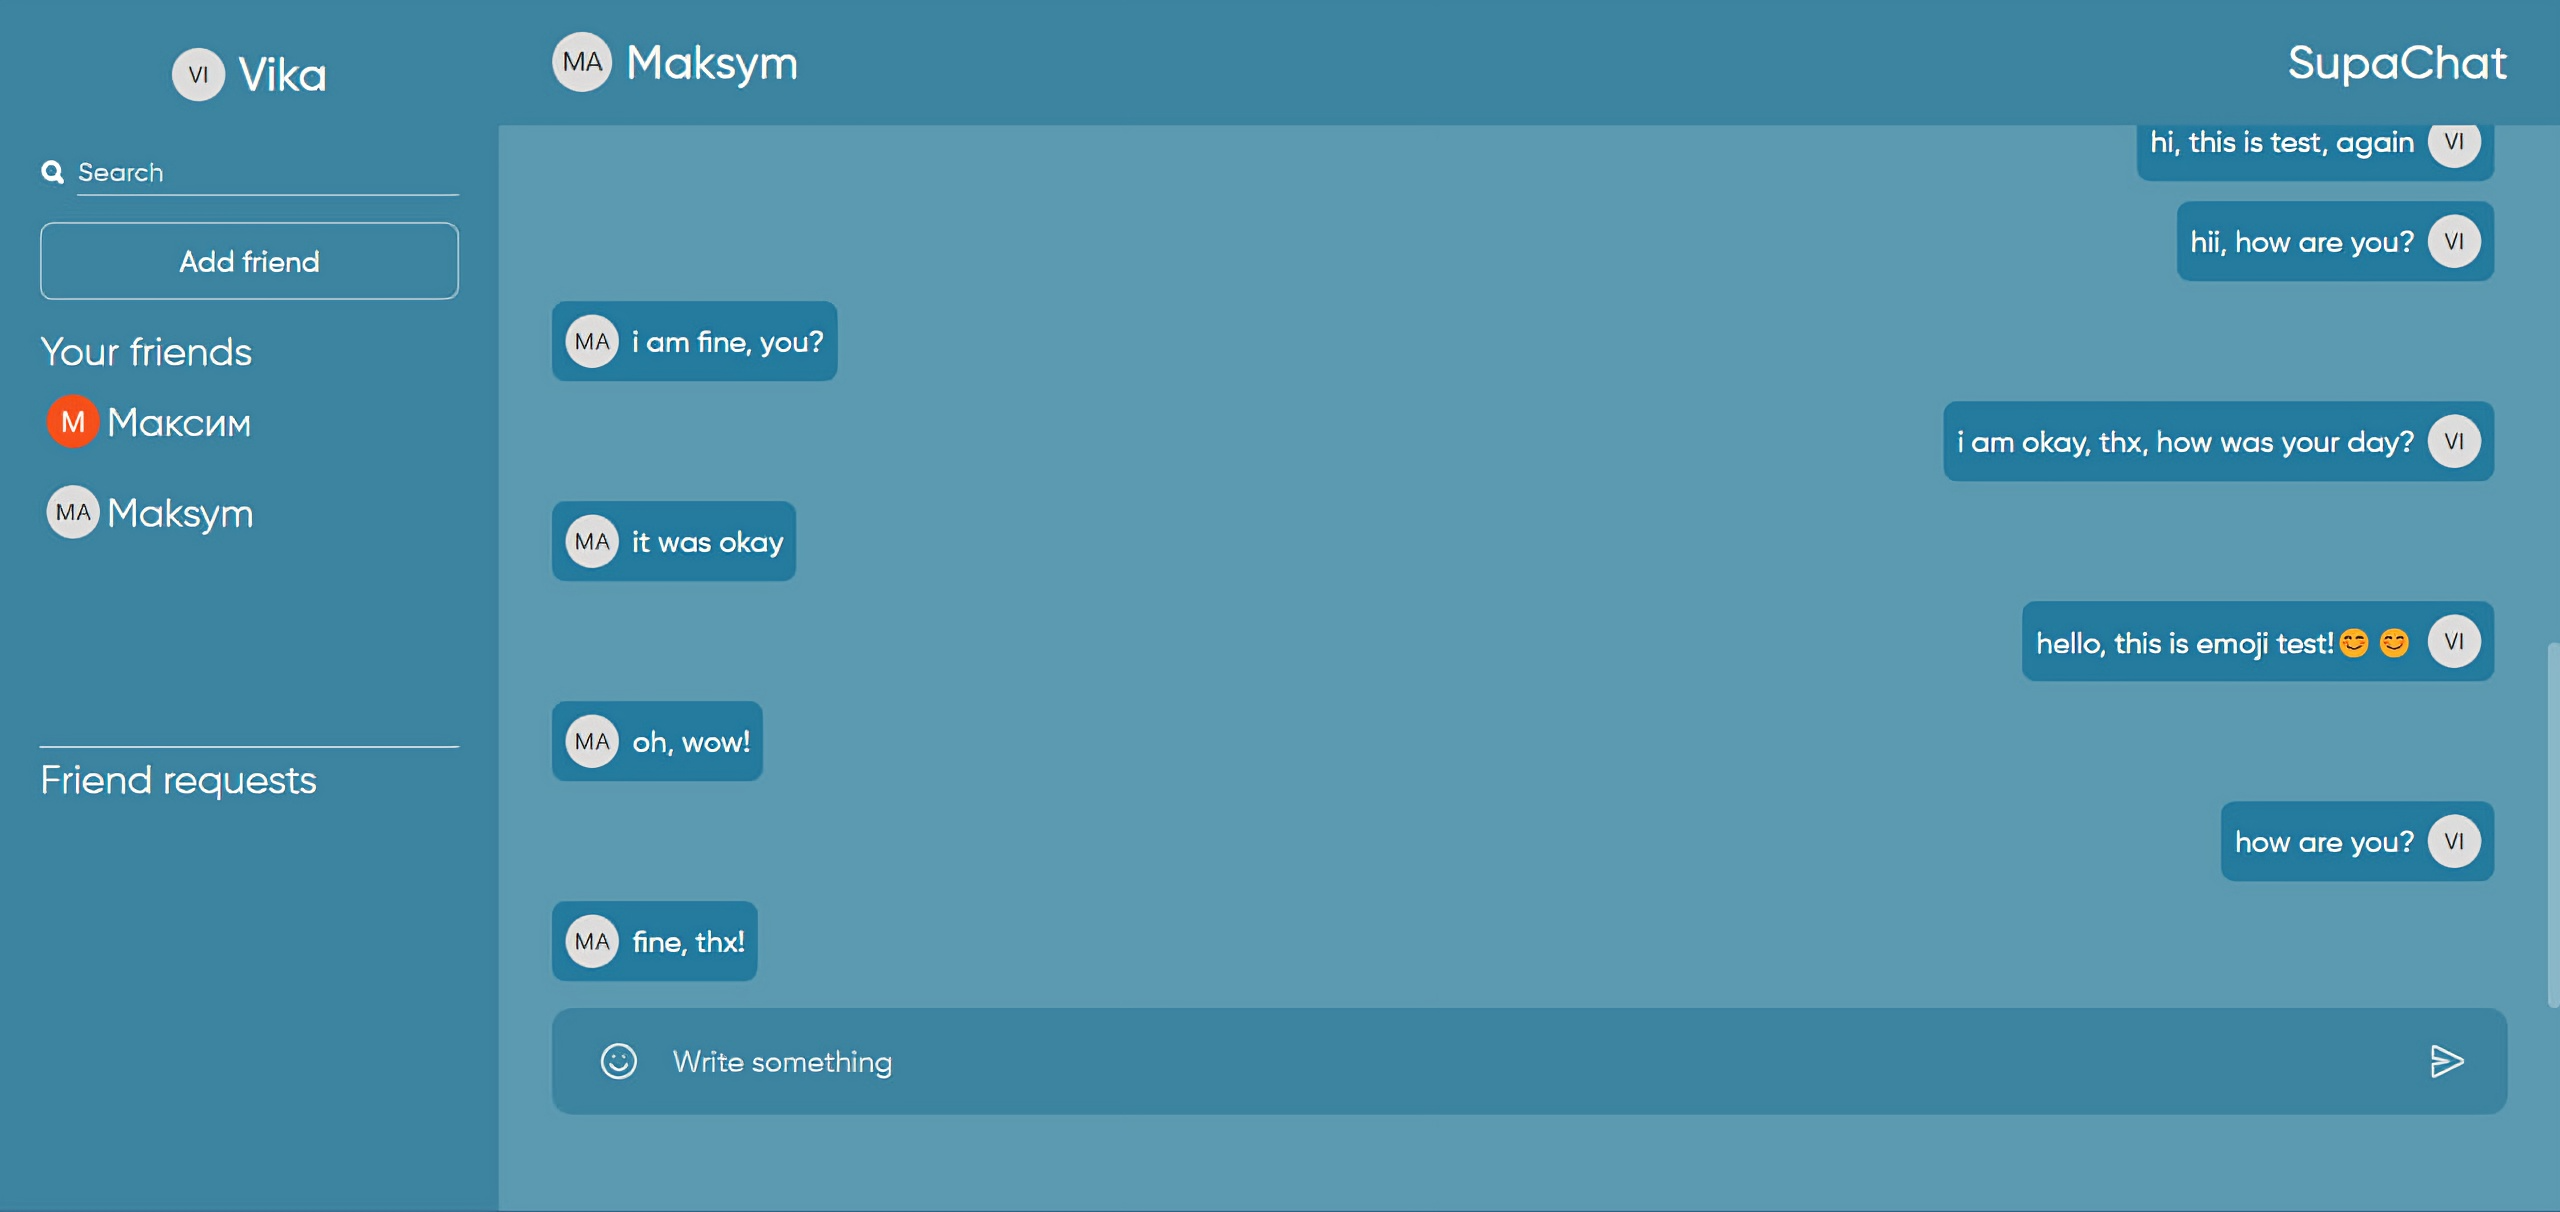 VI Vika
Search
Add friend
Your friends
М Максим
MA Maksym
Friend requests
MA Maksym
SupaChat
hi, this is test, again VI
hii, how are you? VI
MA i am fine, you?
i am okay, thx, how was your day? VI
MA it was okay
hello, this is emoji test!😊 😊 VI
MA oh, wow!
how are you? VI
MA fine, thx!
Write something